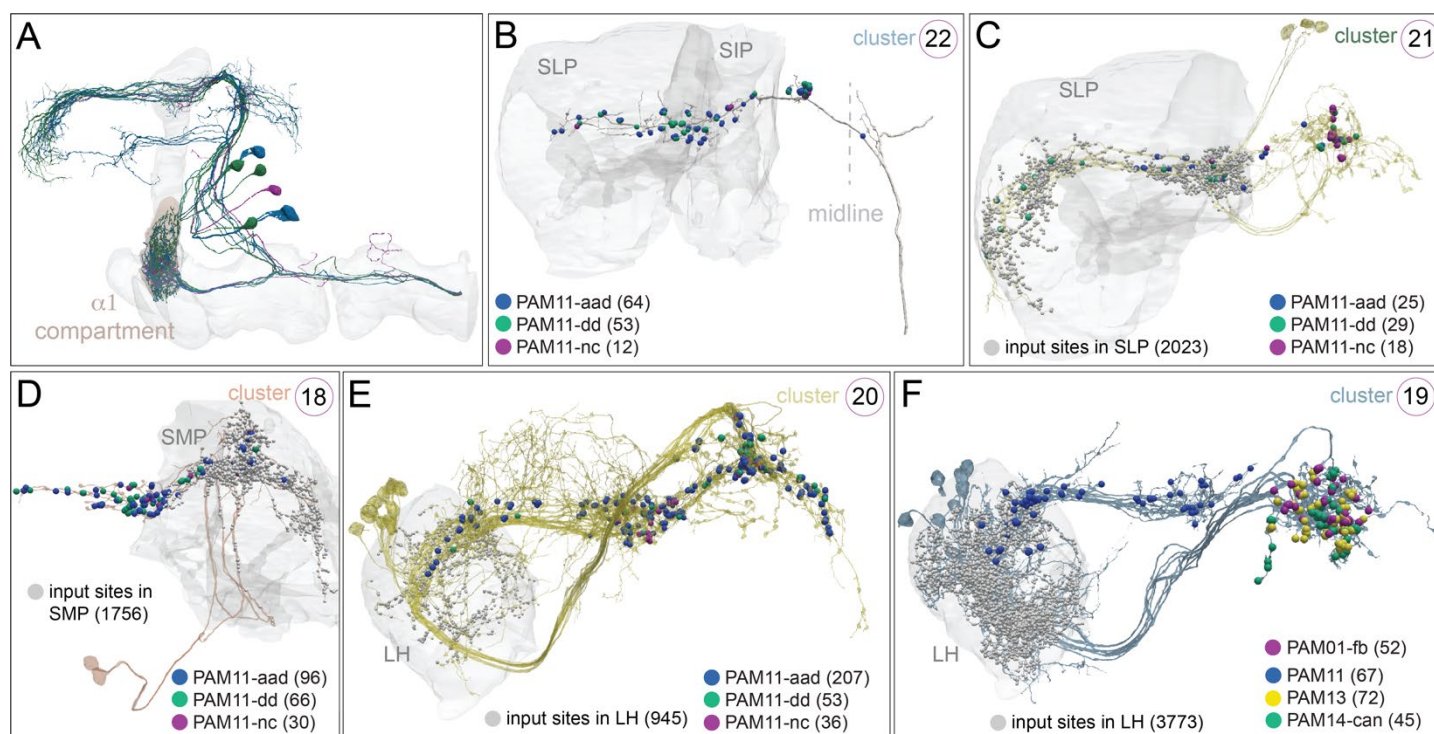 A
α1
compartment
B
cluster 22
SLP
SIP
midline
PAM11-aad (64)
PAM11-dd (53)
PAM11-nc (12)
C
cluster 21
SLP
input sites in SLP (2023)
PAM11-aad (25)
PAM11-dd (29)
PAM11-nc (18)
D
cluster 18
SMP
input sites in
SMP (1756)
PAM11-aad (96)
PAM11-dd (66)
PAM11-nc (30)
E
cluster 20
LH
input sites in LH (945)
PAM11-aad (207)
PAM11-dd (53)
PAM11-nc (36)
F
cluster 19
LH
input sites in LH (3773)
PAM01-fb (52)
PAM11 (67)
PAM13 (72)
PAM14-can (45)